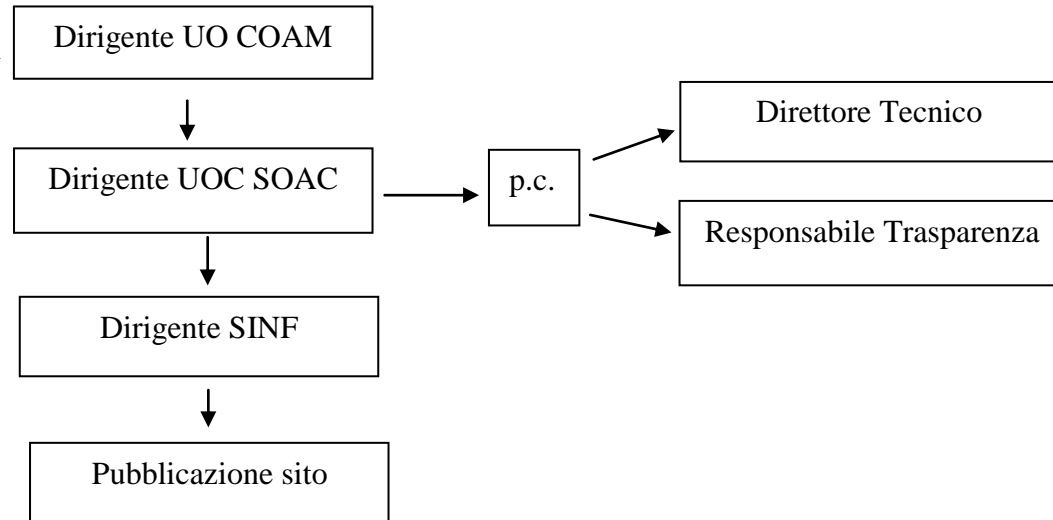 Dirigente UO COAM
Direttore Tecnico
Dirigente UOC SOAC
p.c.
Responsabile Trasparenza
Dirigente SINF
Pubblicazione sito